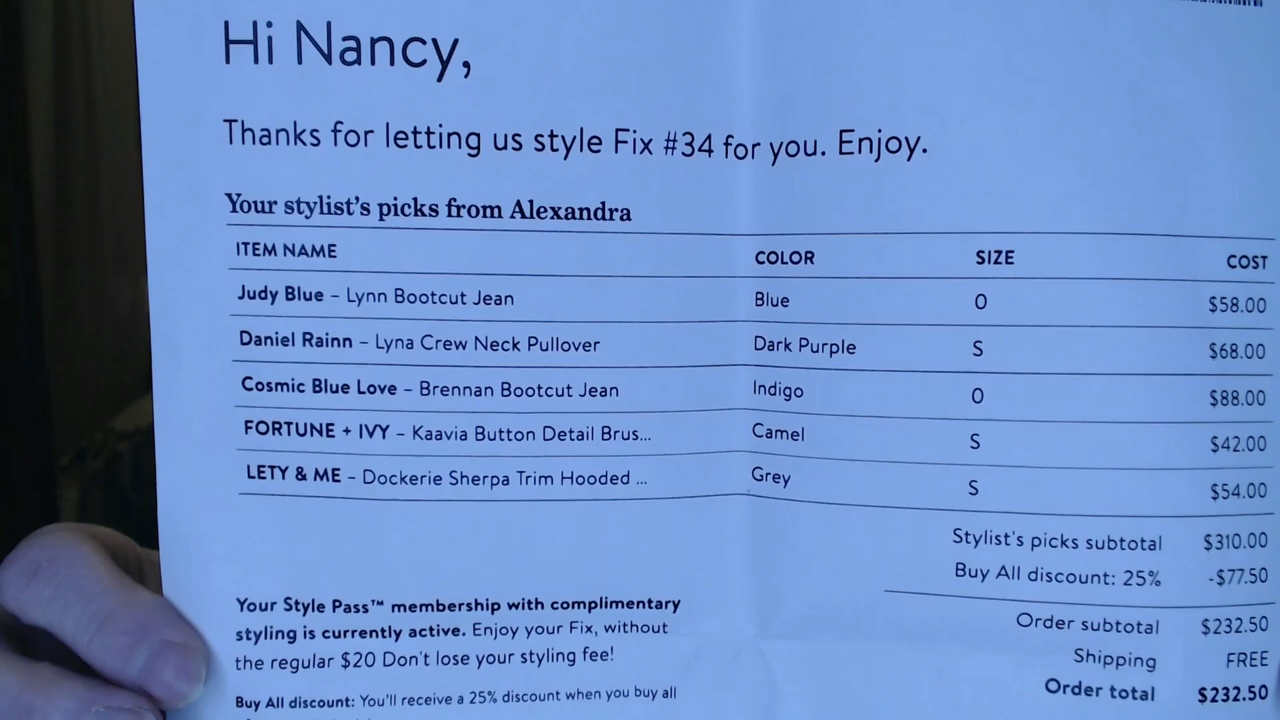 Hi Nancy,
Thanks for letting us style Fix #34 for you. Enjoy.
Your stylist's picks from Alexandra
ITEM NAME COLOR SIZE COST
Judy Blue – Lynn Bootcut Jean Blue 0 $58.00
Daniel Rainn – Lyna Crew Neck Pullover Dark Purple S $68.00
Cosmic Blue Love – Brennan Bootcut Jean Indigo 0 $88.00
FORTUNE + IVY – Kaavia Button Detail Brus... Camel S $42.00
LETY & ME – Dockerie Sherpa Trim Hooded ... Grey S $54.00
Stylist's picks subtotal $310.00
Buy All discount: 25% -$77.50
Order subtotal $232.50
Shipping FREE
Order total $232.50
Your Style Pass™ membership with complimentary
styling is currently active. Enjoy your Fix, without
the regular $20 Don't lose your styling fee!
Buy All discount: You'll receive a 25% discount when you buy all